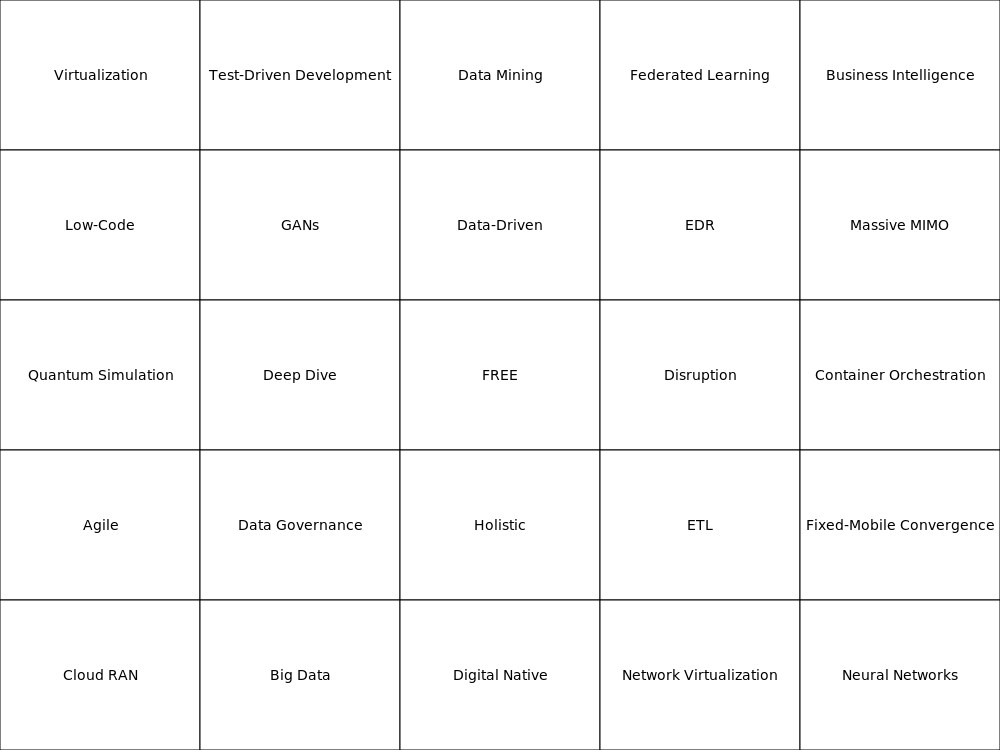 Virtualization
Test-Driven Development
Data Mining
Federated Learning
Business Intelligence
Low-Code
GANs
Data-Driven
EDR
Massive MIMO
Quantum Simulation
Deep Dive
FREE
Disruption
Container Orchestration
Agile
Data Governance
Holistic
ETL
Fixed-Mobile Convergence
Cloud RAN
Big Data
Digital Native
Network Virtualization
Neural Networks